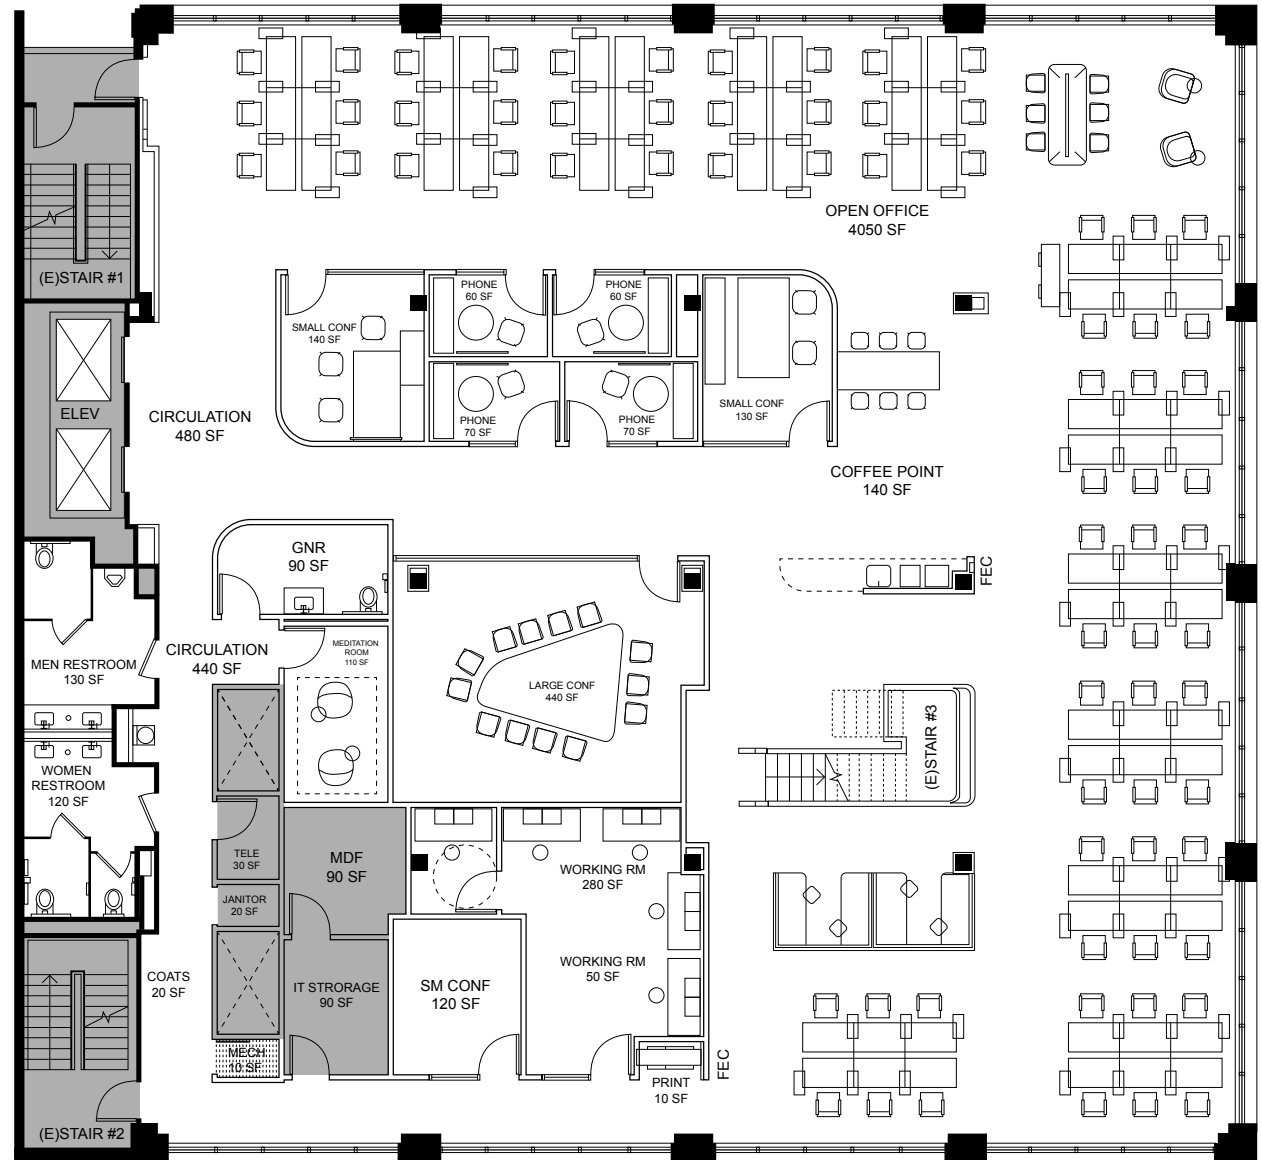 OPEN OFFICE
4050 SF
(E)STAIR #1
PHONE
60 SF
PHONE
60 SF
SMALL CONF
140 SF
ELEV
CIRCULATION
480 SF
PHONE
70 SF
PHONE
70 SF
SMALL CONF
130 SF
COFFEE POINT
140 SF
GNR
90 SF
FEC
MEN RESTROOM
130 SF
CIRCULATION
440 SF
MEDITATION
ROOM
110 SF
LARGE CONF
440 SF
(E)STAIR #3
WOMEN
RESTROOM
120 SF
TELE
30 SF
MDF
90 SF
WORKING RM
280 SF
JANITOR
20 SF
COATS
20 SF
IT STRORAGE
90 SF
SM CONF
120 SF
WORKING RM
50 SF
MECH
10 SF
PRINT
10 SF
FEC
(E)STAIR #2